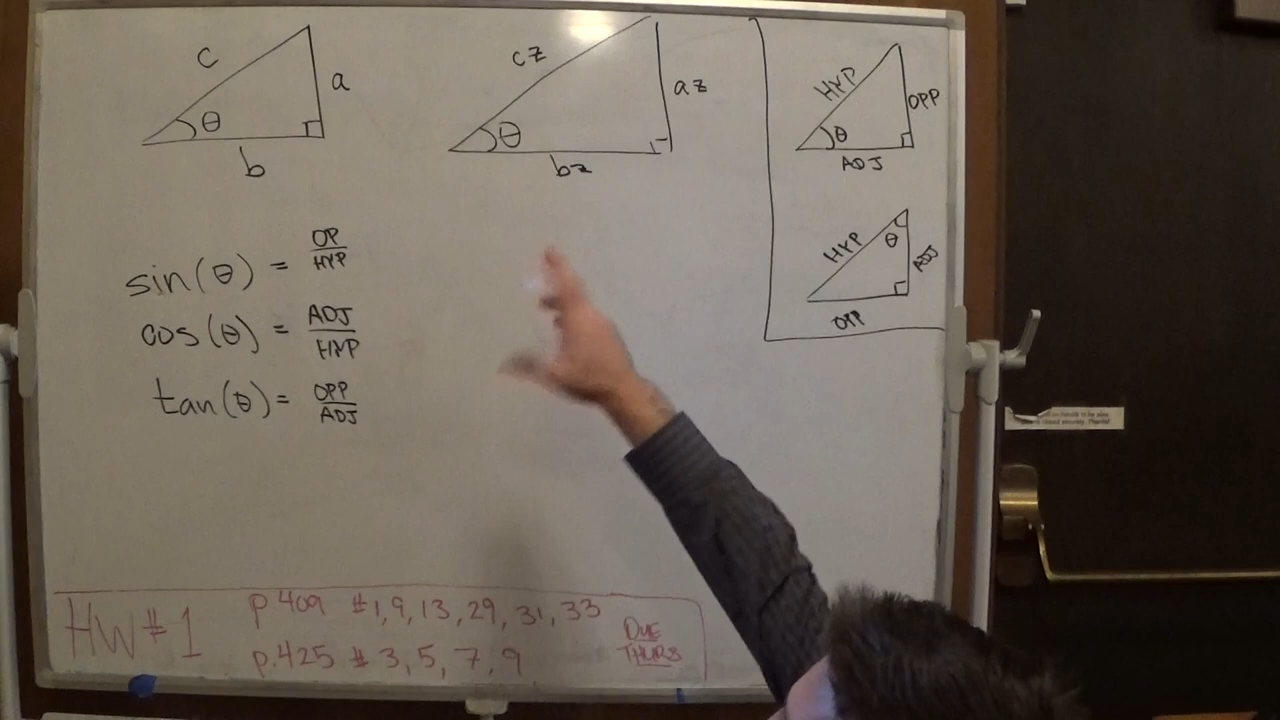 c
a
θ
b
cz
az
θ
bz
HYP
OPP
θ
ADJ
HYP
θ
ADJ
OPP
sin(θ) = OP/HYP
cos(θ) = ADJ/HYP
tan(θ) = OPP/ADJ
HW#1
p.409 #1,9,13,29,31,33
p.425 #3,5,7,9
DUE
THURS